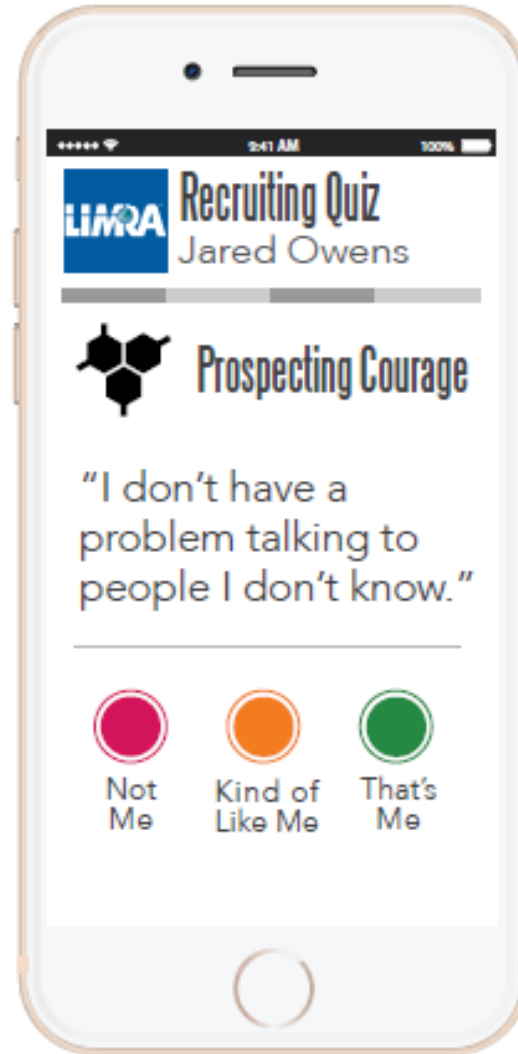 9:41 AM 100%
LIMRA
Recruiting Quiz
Jared Owens
Prospecting Courage
“I don’t have a
problem talking to
people I don’t know.”
Not
Me
Kind of
Like Me
That’s
Me